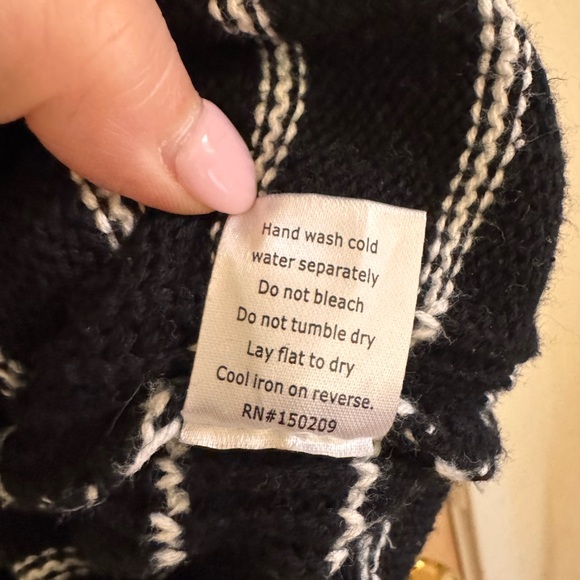 Hand wash cold
water separately
Do not bleach
Do not tumble dry
Lay flat to dry
Cool iron on reverse.
RN#150209